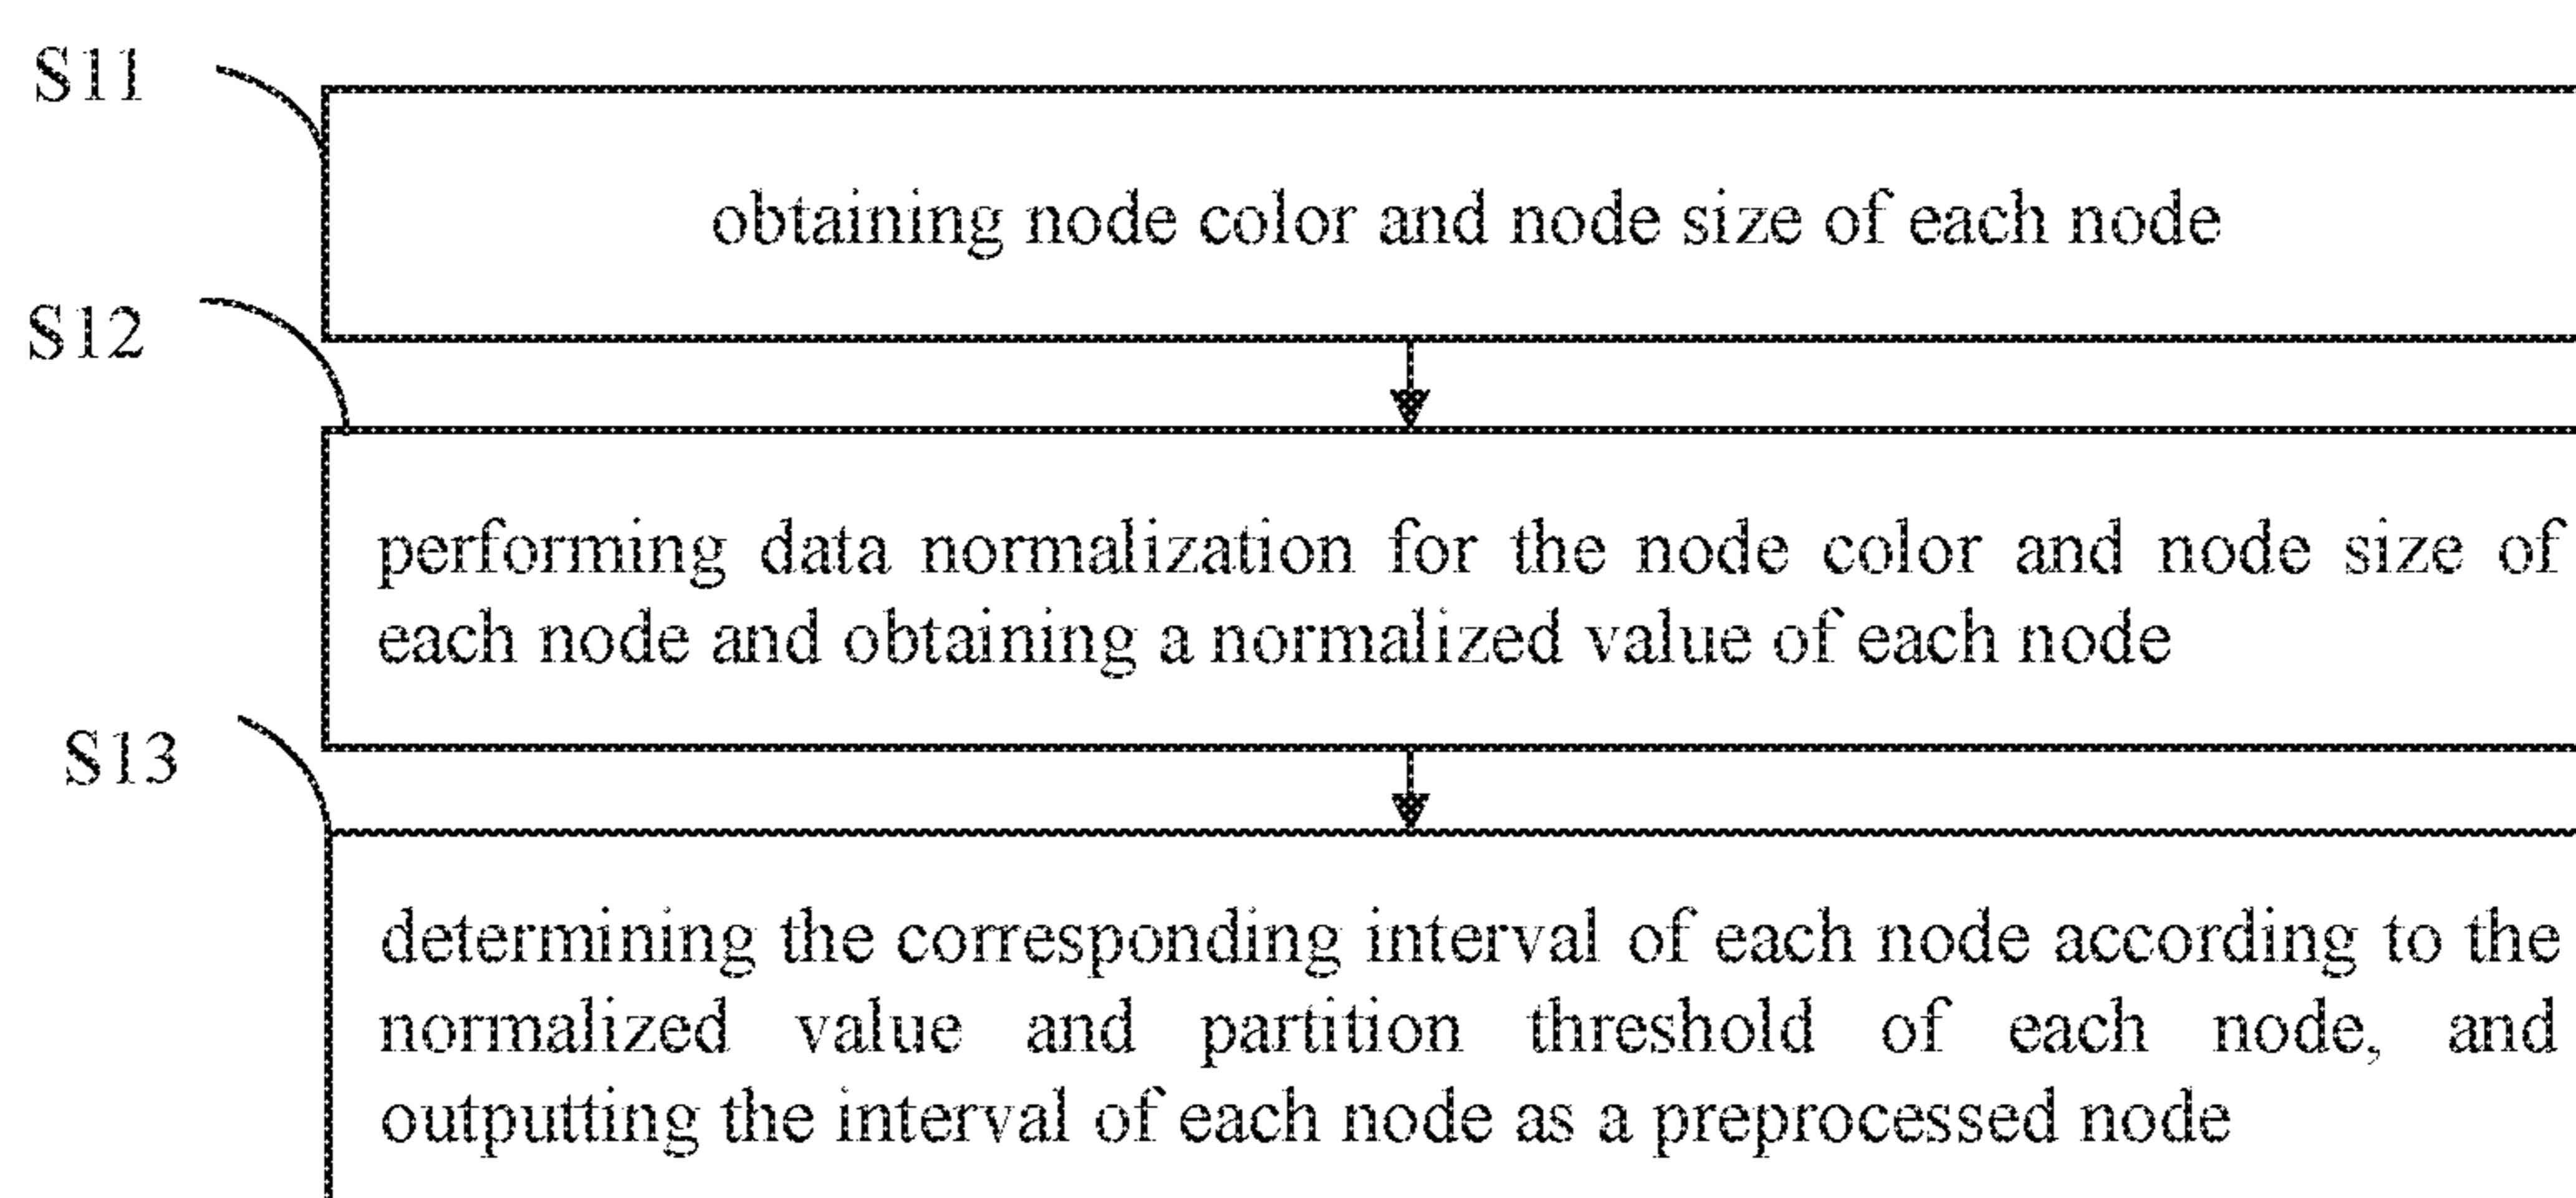 S11
obtaining node color and node size of each node
S12
performing data normalization for the node color and node size of
each node and obtaining a normalized value of each node
S13
determining the corresponding interval of each node according to the
normalized value and partition threshold of each node, and
outputting the interval of each node as a preprocessed node